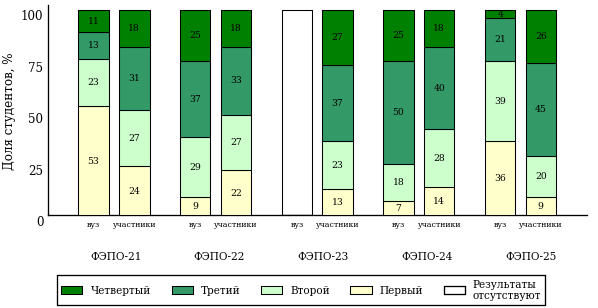 Доля студентов, %
100
75
50
25
0
11 18 25 18 27 25 18 4 26
13 31 37 33 37 50 40 21 45
23 27 29 27 23 18 28 39 20
53 24 9 22 13 7 14 36 9
вуз участники вуз участники вуз участники вуз участники вуз участники
ФЭПО-21 ФЭПО-22 ФЭПО-23 ФЭПО-24 ФЭПО-25
Четвертый Третий Второй Первый Результаты
отсутствуют